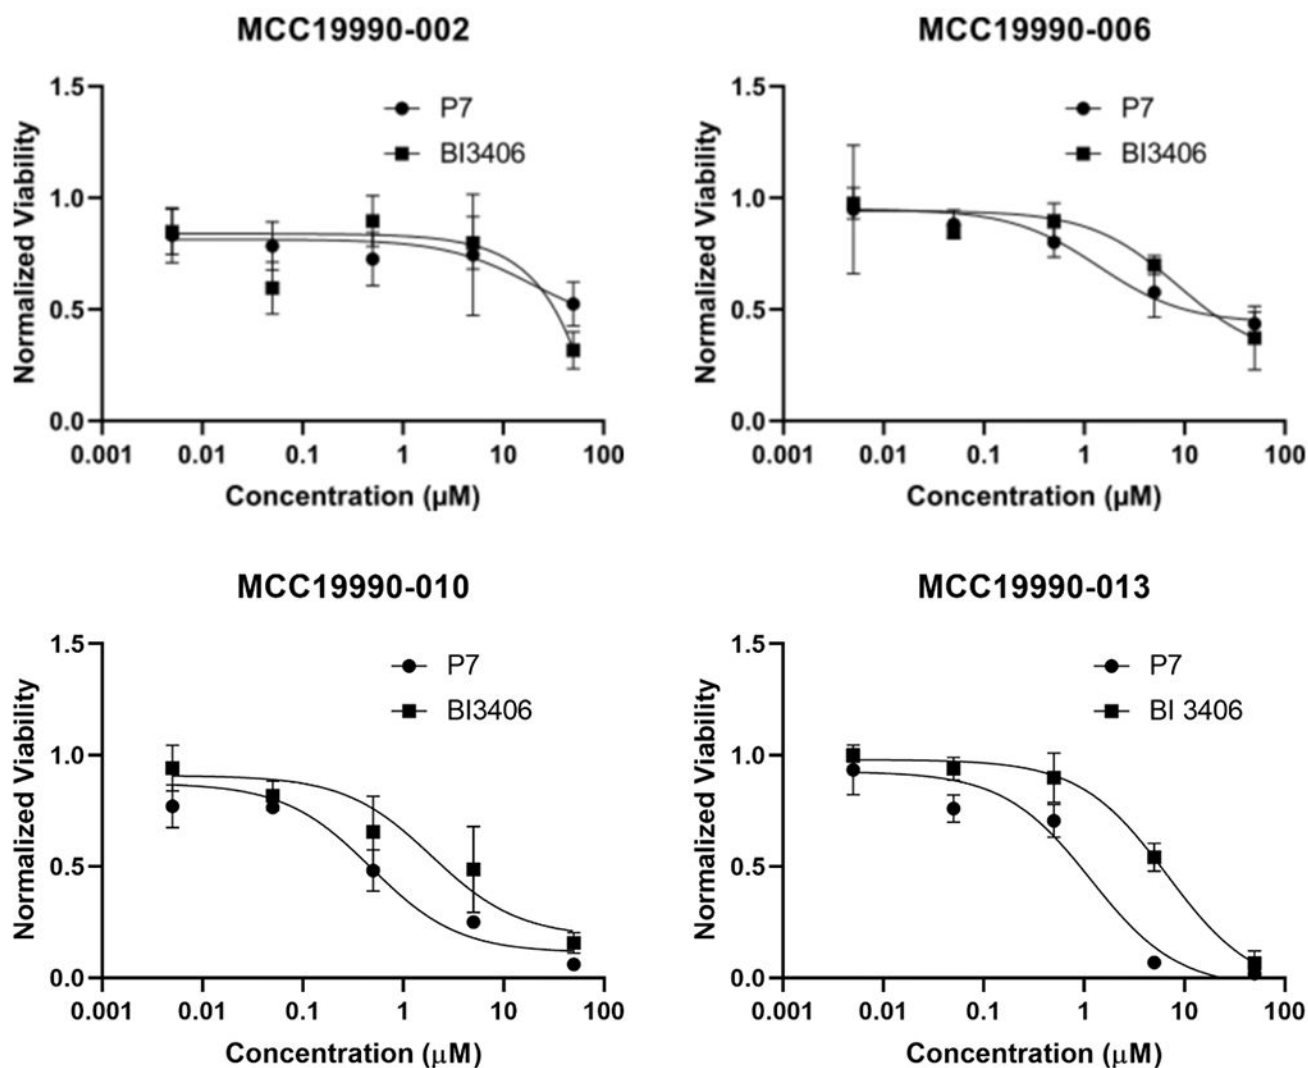 MCC19990-002
P7
BI3406
Normalized Viability
1.5
1.0
0.5
0.0
0.001 0.01 0.1 1 10 100
Concentration (µM)
MCC19990-006
P7
BI3406
Normalized Viability
1.5
1.0
0.5
0.0
0.001 0.01 0.1 1 10 100
Concentration (µM)
MCC19990-010
P7
BI3406
Normalized Viability
1.5
1.0
0.5
0.0
0.001 0.01 0.1 1 10 100
Concentration (µM)
MCC19990-013
P7
BI 3406
Normalized Viability
1.5
1.0
0.5
0.0
0.001 0.01 0.1 1 10 100
Concentration (µM)